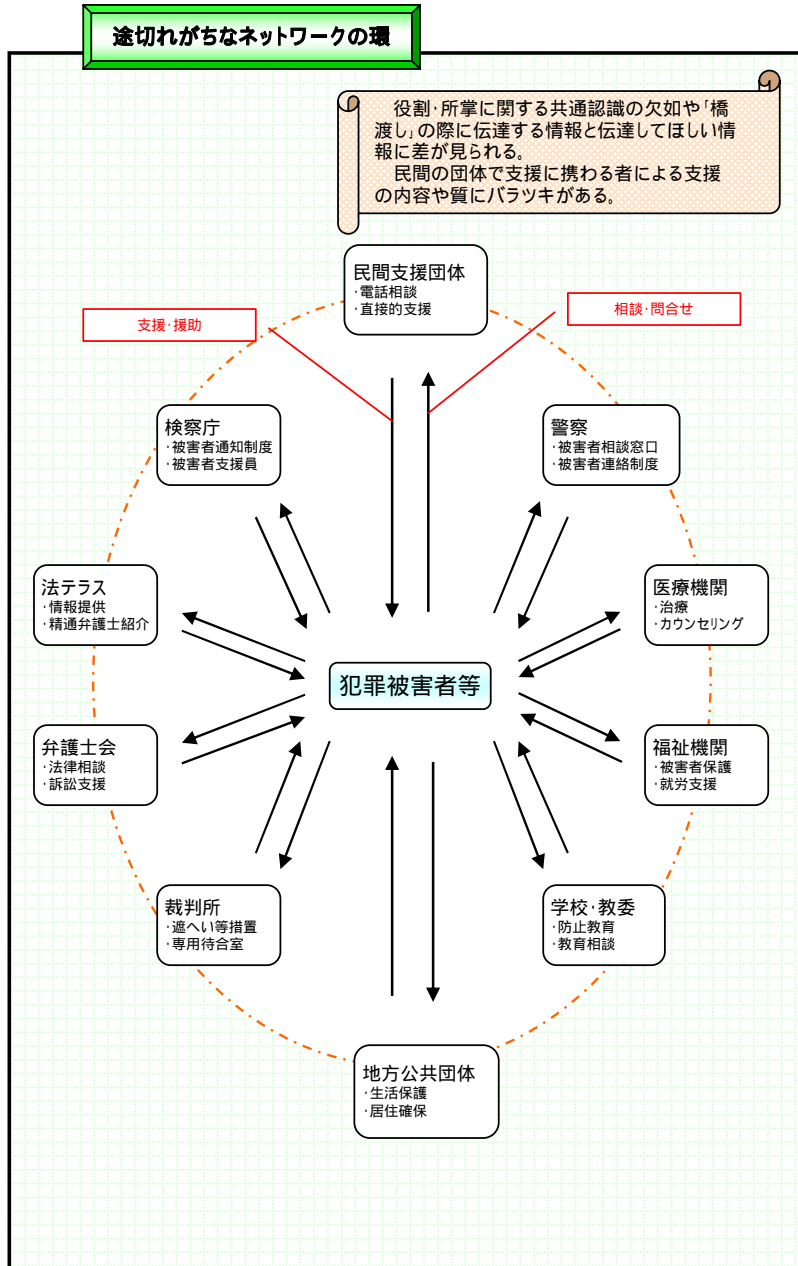 途切れがちなネットワークの環
役割・所掌に関する共通認識の欠如や「橋
渡し」の際に伝達する情報と伝達してほしい情
報に差が見られる。
民間の団体で支援に携わる者による支援
の内容や質にバラツキがある。
民間支援団体
・電話相談
・直接的支援
支援・援助
相談・問合せ
検察庁
・被害者通知制度
・被害者支援員
警察
・被害者相談窓口
・被害者連絡制度
法テラス
・情報提供
・精通弁護士紹介
医療機関
・治療
・カウンセリング
犯罪被害者等
弁護士会
・法律相談
・訴訟支援
福祉機関
・被害者保護
・就労支援
裁判所
・遮へい等措置
・専用待合室
学校・教委
・防止教育
・教育相談
地方公共団体
・生活保護
・居住確保